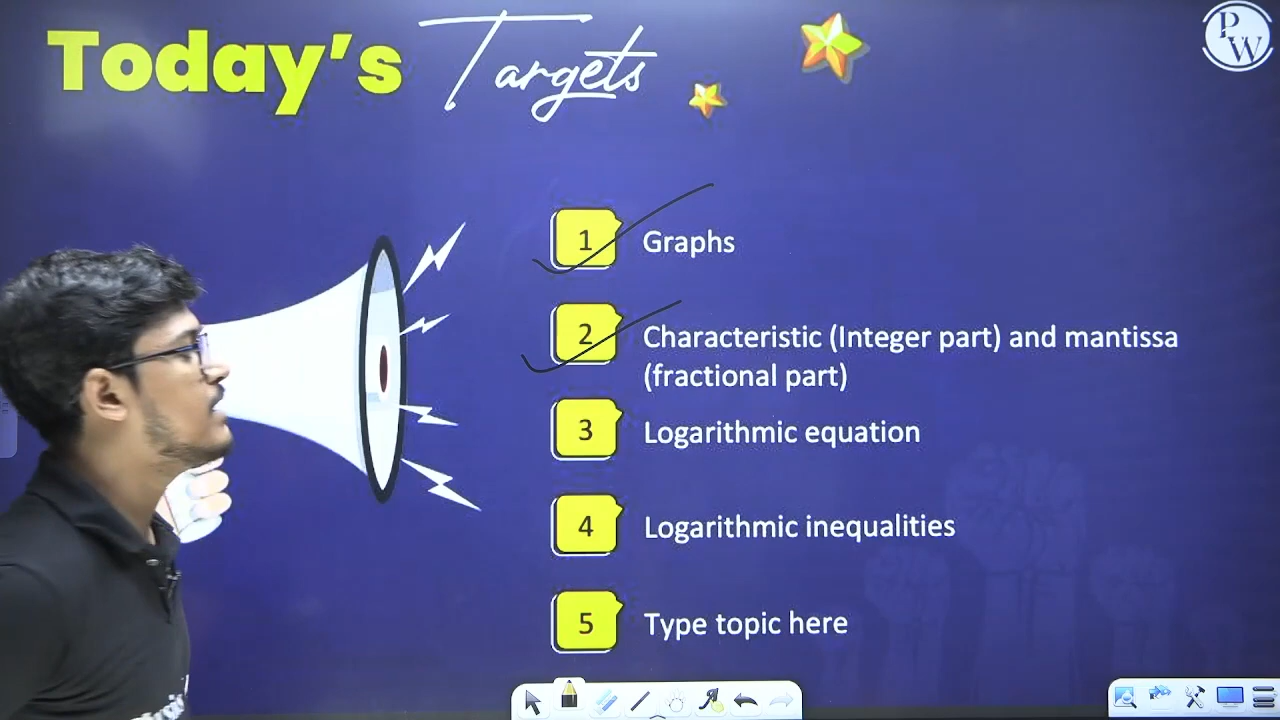 Today's Targets
PW
1 Graphs
2 Characteristic (Integer part) and mantissa
(fractional part)
3 Logarithmic equation
4 Logarithmic inequalities
5 Type topic here